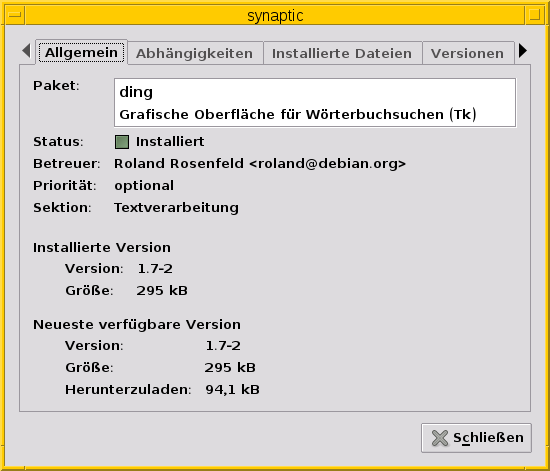 synaptic
Allgemein Abhängigkeiten Installierte Dateien Versionen
Paket: ding
Grafische Oberfläche für Wörterbuchsuchen (Tk)
Status: Installiert
Betreuer: Roland Rosenfeld <roland@debian.org>
Priorität: optional
Sektion: Textverarbeitung
Installierte Version
Version: 1.7-2
Größe: 295 kB
Neueste verfügbare Version
Version: 1.7-2
Größe: 295 kB
Herunterzuladen: 94,1 kB
Schließen